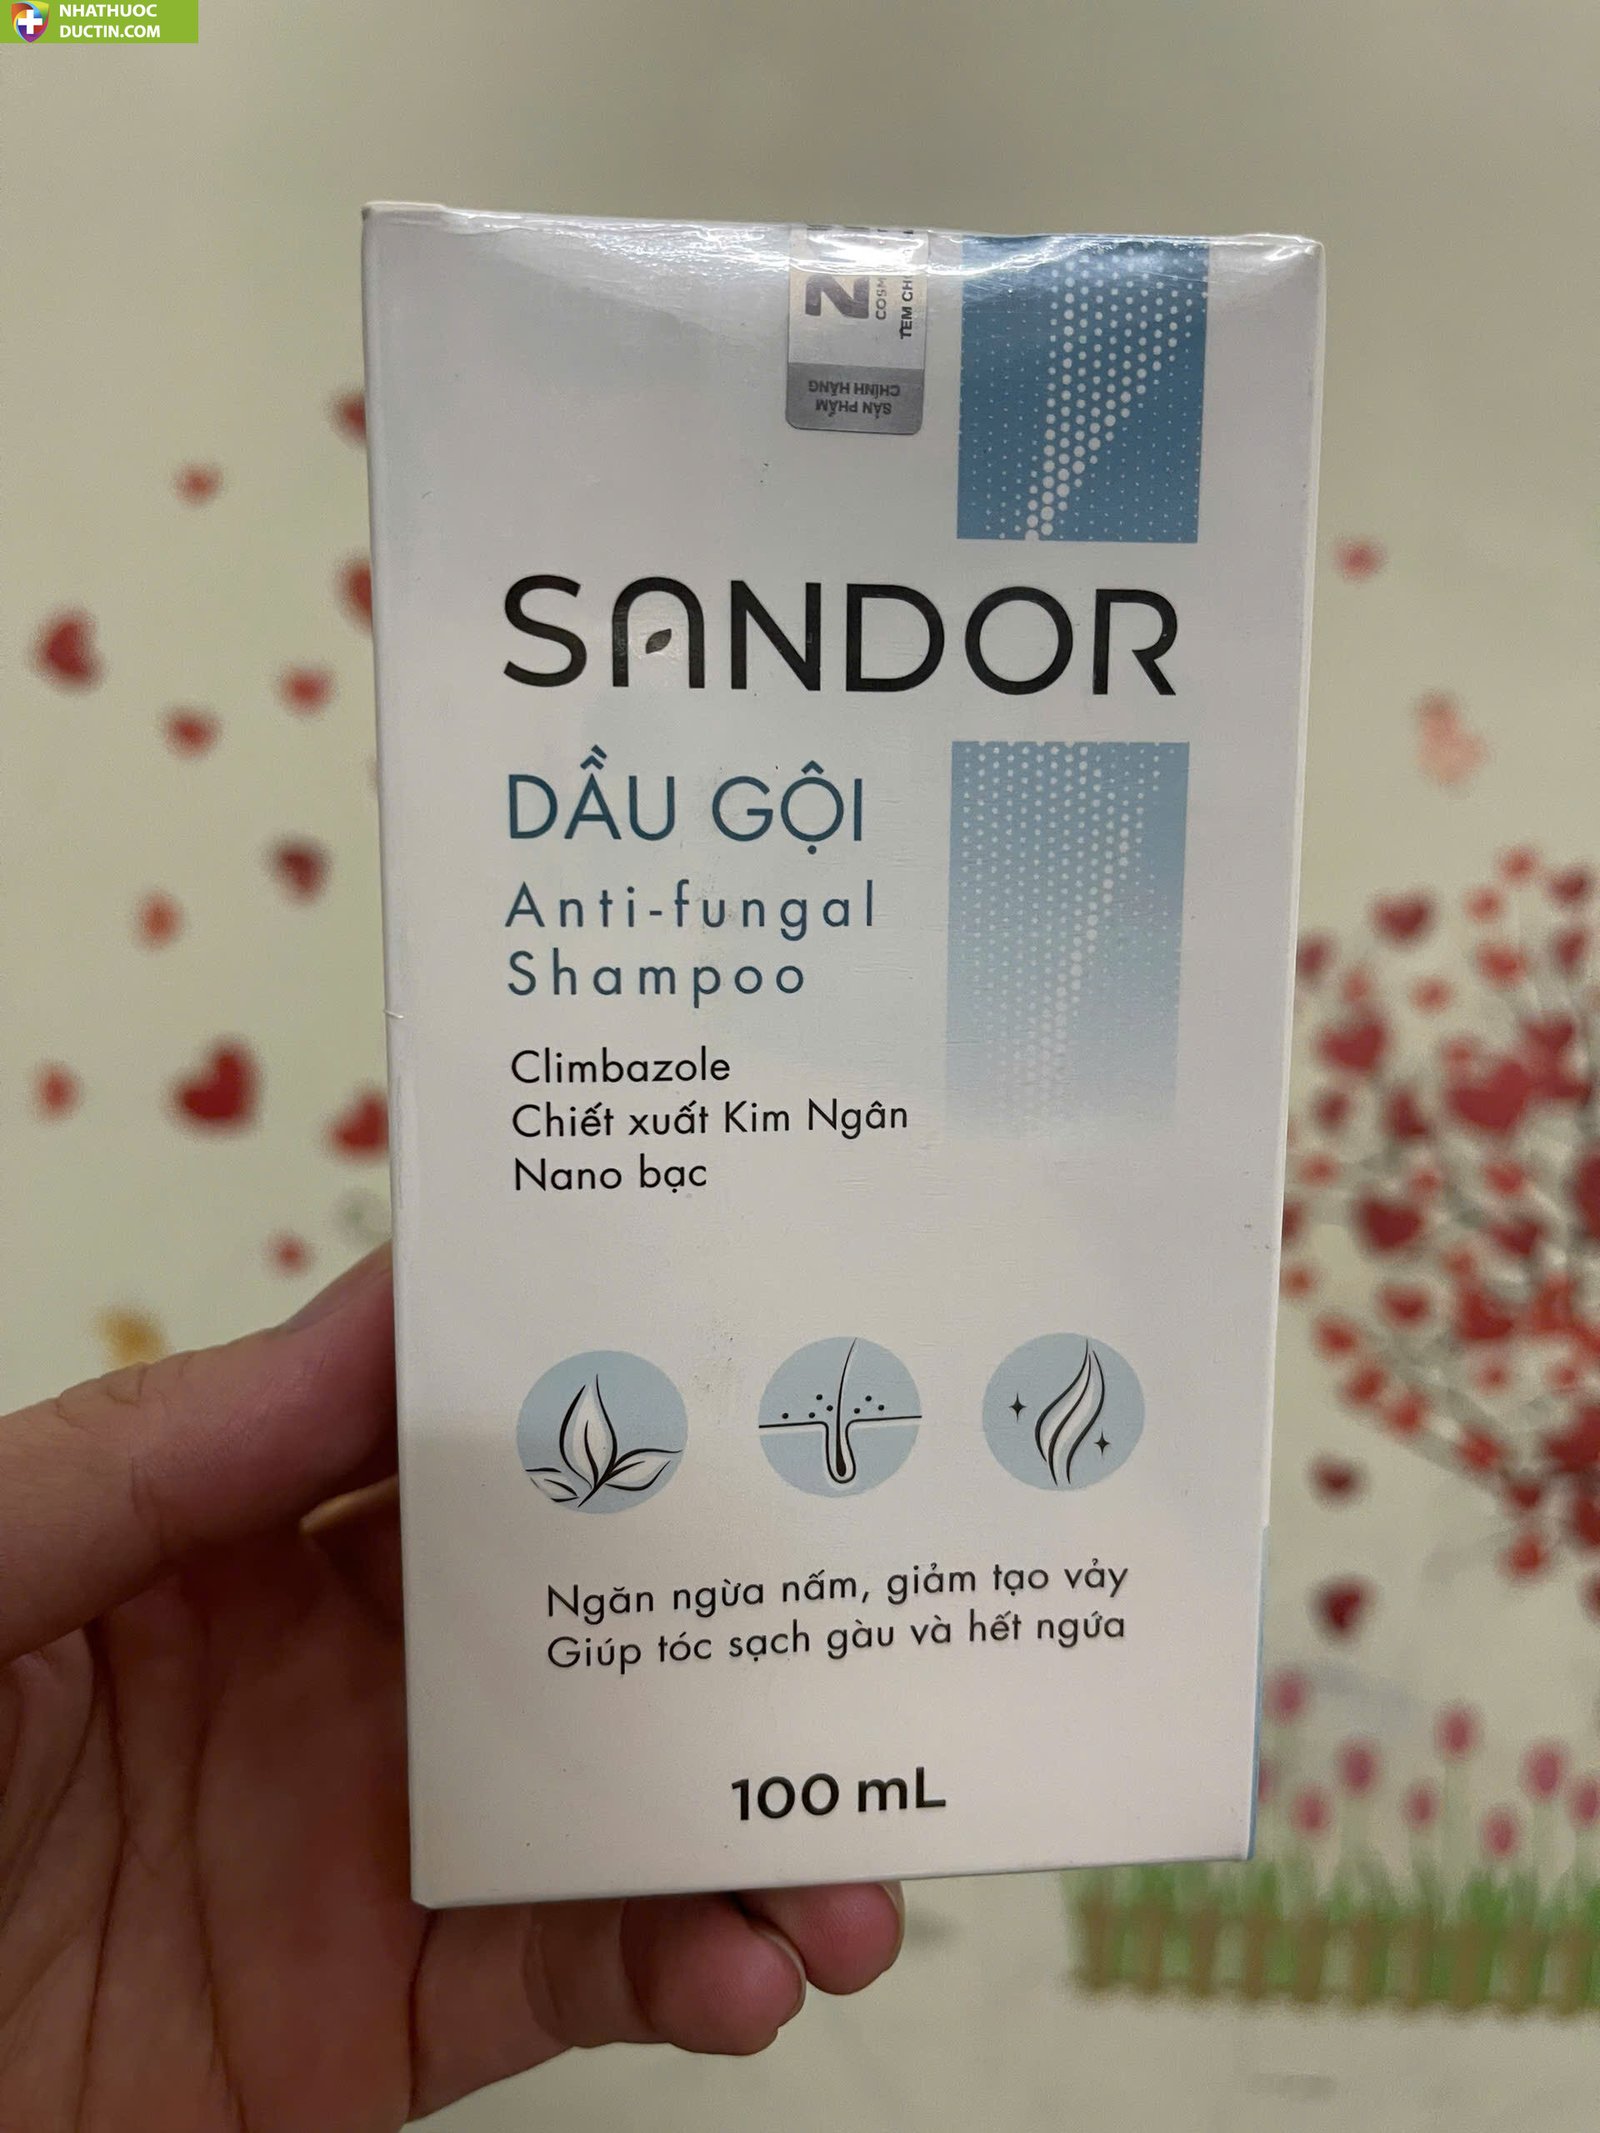 NHATHUOC
DUCTIN.COM
COSM
TEM CH
SẢN PHẨM
CHÍNH HÃNG
SANDOR
DẦU GỘI
Anti-fungal
Shampoo
Climbazole
Chiết xuất Kim Ngân
Nano bạc
Ngăn ngừa nấm, giảm tạo vảy
Giúp tóc sạch gàu và hết ngứa
100 mL